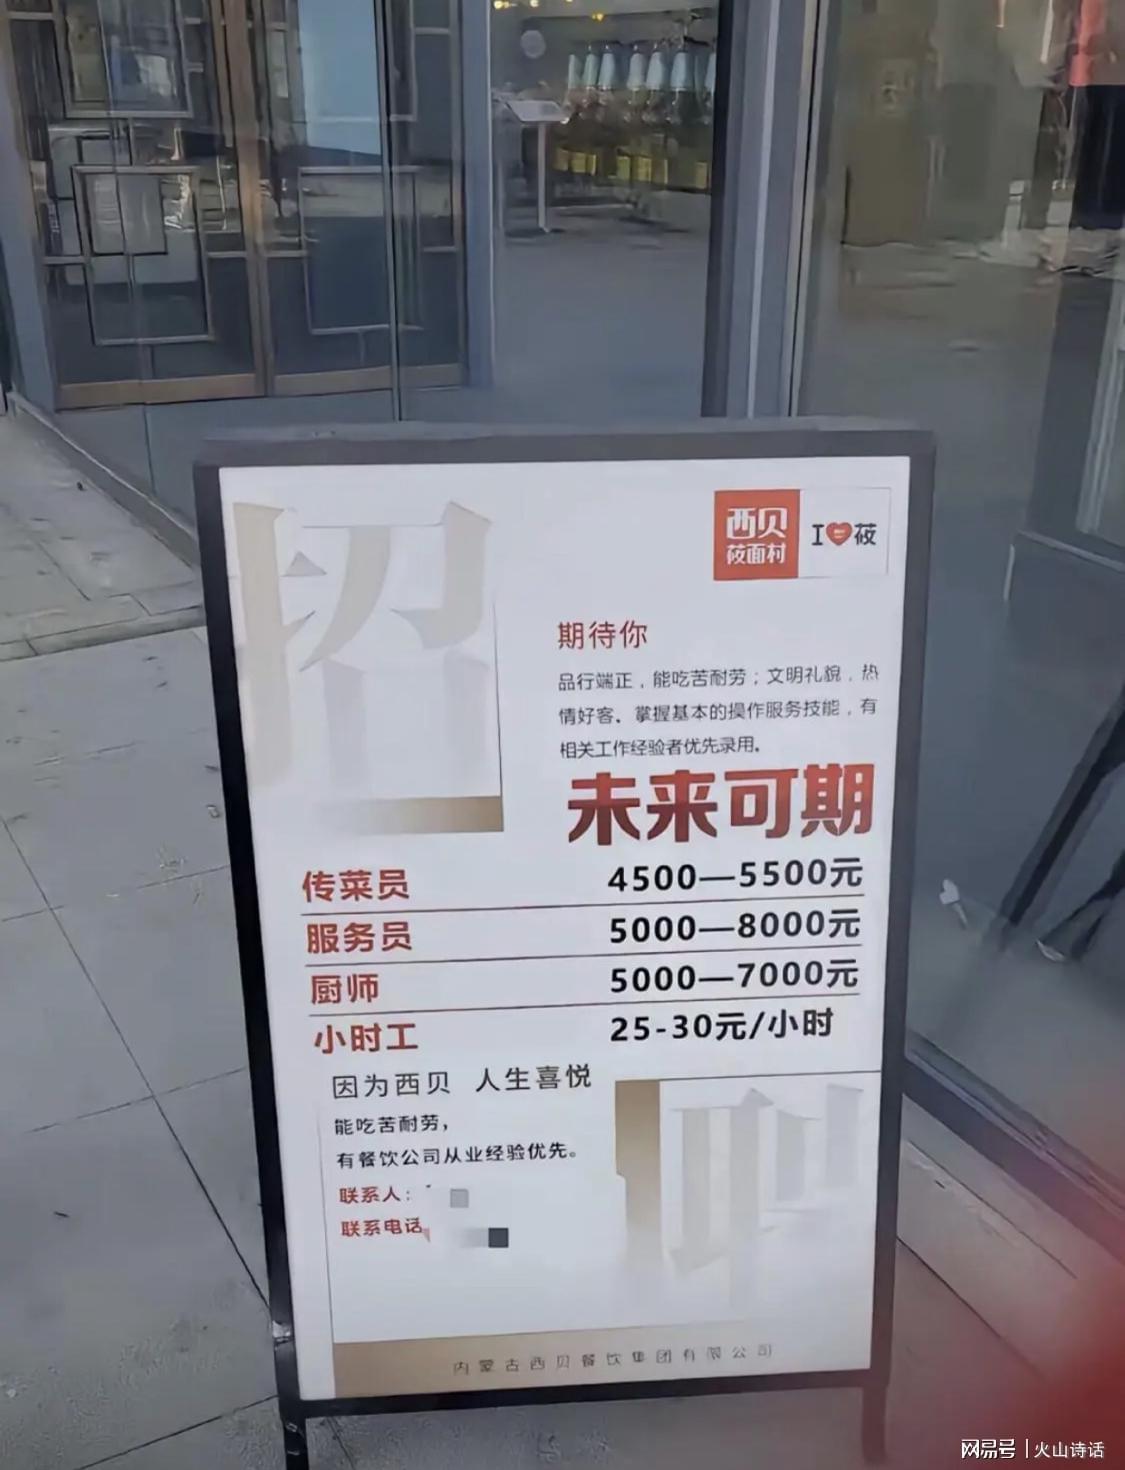 招
西贝
莜面村
I 莜
期待你
品行端正，能吃苦耐劳；文明礼貌，热
情好客。掌握基本的操作服务技能，有
相关工作经验者优先录用。
未来可期
传菜员 4500—5500元
服务员 5000—8000元
厨师 5000—7000元
小时工 25-30元/小时
因为西贝 人生喜悦
能吃苦耐劳，
有餐饮公司从业经验优先。
联系人：
联系电话
聘
内蒙古西贝餐饮集团有限公司
网易号 | 火山诗话